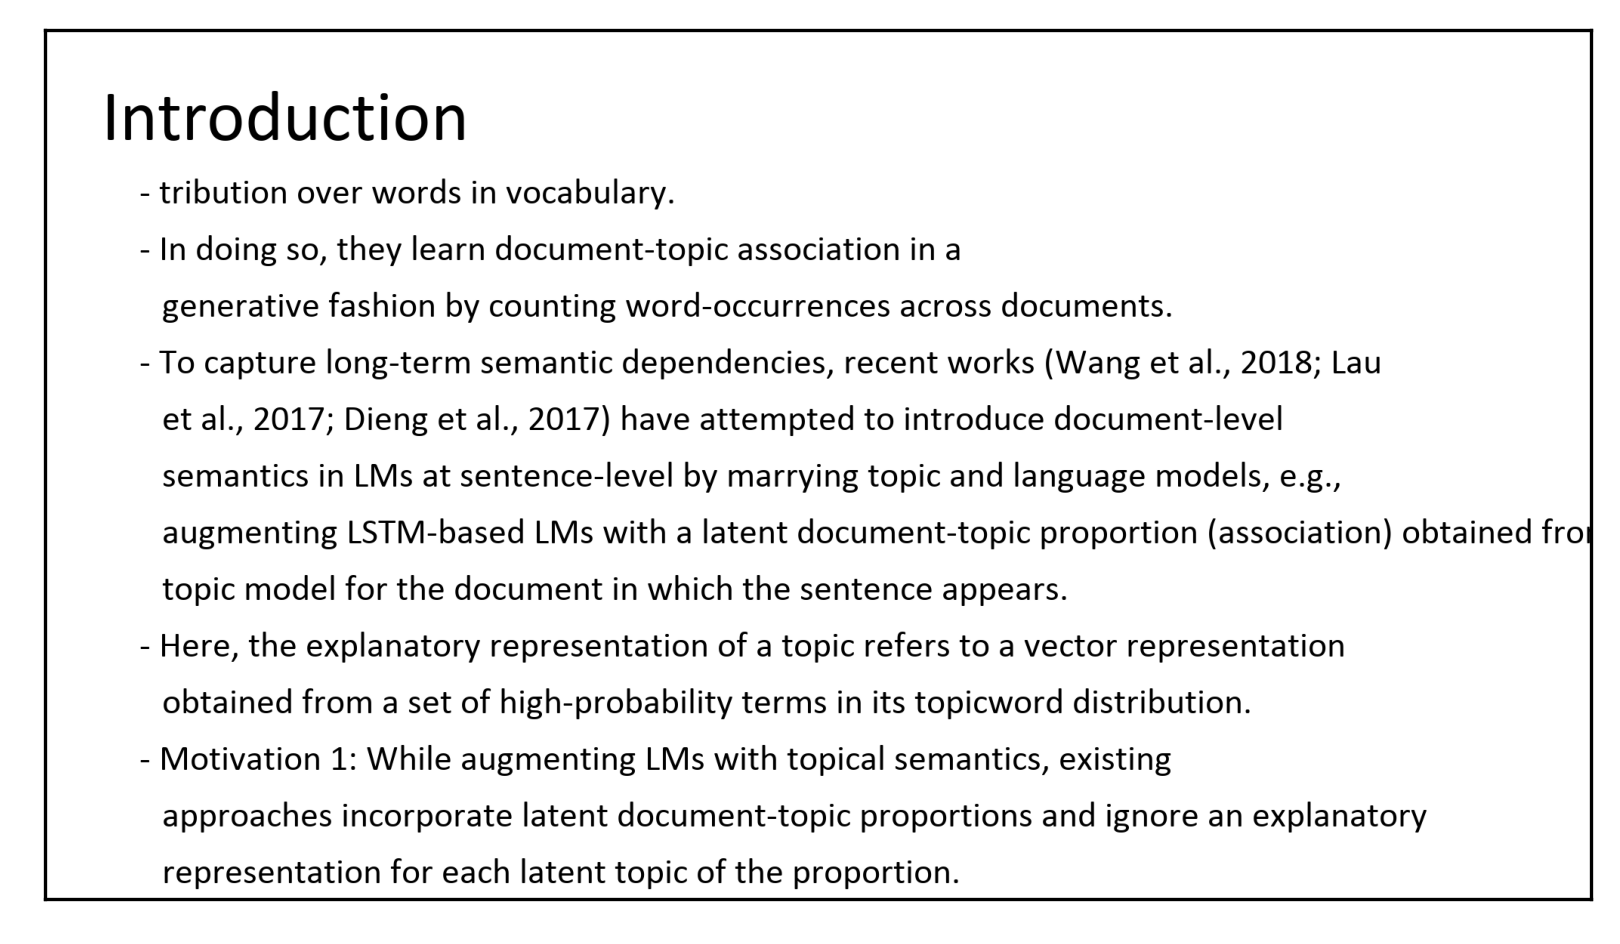 Introduction
- tribution over words in vocabulary.
- In doing so, they learn document-topic association in a
generative fashion by counting word-occurrences across documents.
- To capture long-term semantic dependencies, recent works (Wang et al., 2018; Lau
et al., 2017; Dieng et al., 2017) have attempted to introduce document-level
semantics in LMs at sentence-level by marrying topic and language models, e.g.,
augmenting LSTM-based LMs with a latent document-topic proportion (association) obtained
topic model for the document in which the sentence appears.
- Here, the explanatory representation of a topic refers to a vector representation
obtained from a set of high-probability terms in its topicword distribution.
- Motivation 1: While augmenting LMs with topical semantics, existing
approaches incorporate latent document-topic proportions and ignore an explanatory
representation for each latent topic of the proportion.